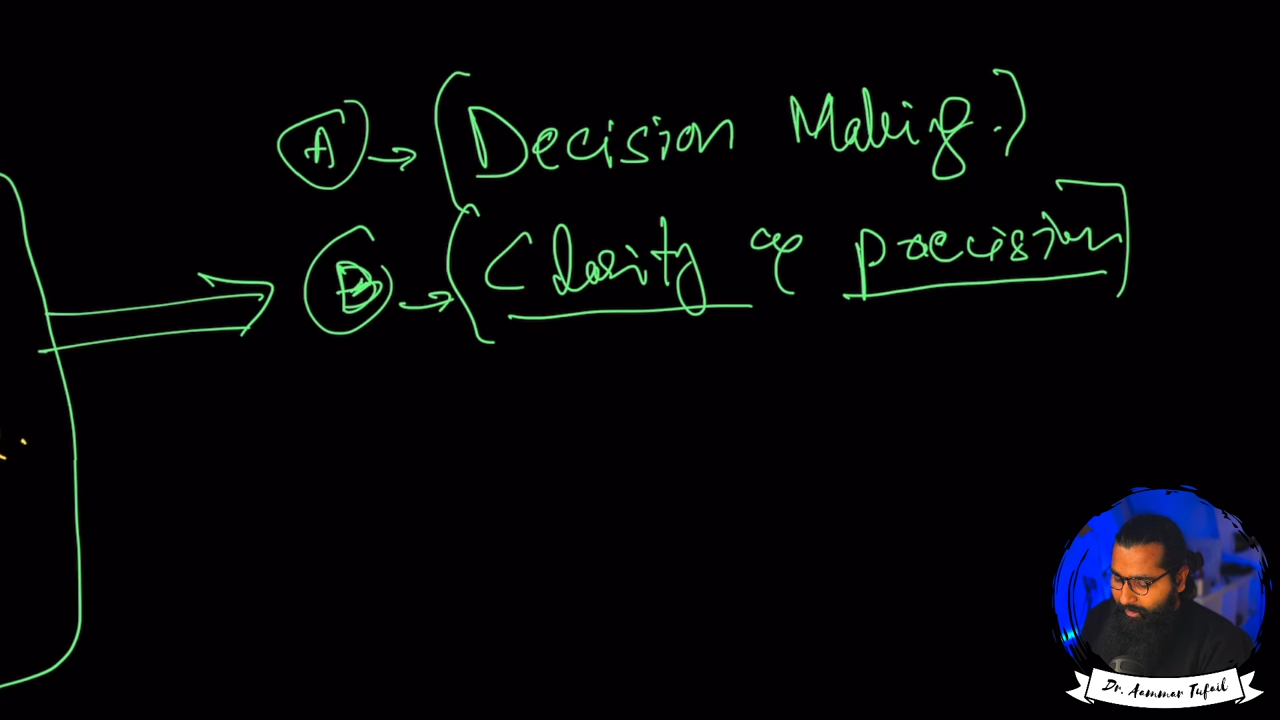 A → (Decision Making.)
B → [Clarity & precision]
Dr. Aammar Tufail